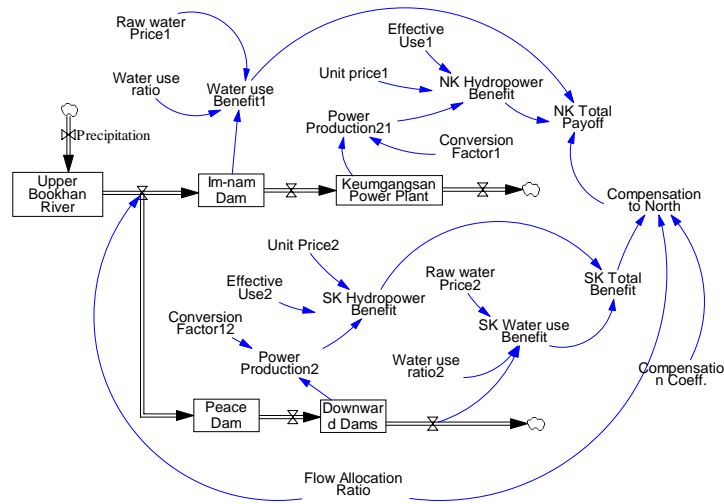 Raw water
Price1
Effective
Use1
Water use
ratio
Water use
Benefit1
Unit price1
NK Hydropower
Benefit
NK Total
Payoff
Power
Production21
Precipitation
Conversion
Factor1
Upper
Bookhan
River
Im-nam
Dam
Keumgangsan
Power Plant
Compensation
to North
Unit Price2
Raw water
Price2
SK Total
Benefit
Effective
Use2
SK Hydropower
Benefit
Conversion
Factor12
SK Water use
Benefit
Power
Production2
Water use
ratio2
Compensatio
n Coeff.
Peace
Dam
Downwar
d Dams
Flow Allocation
Ratio